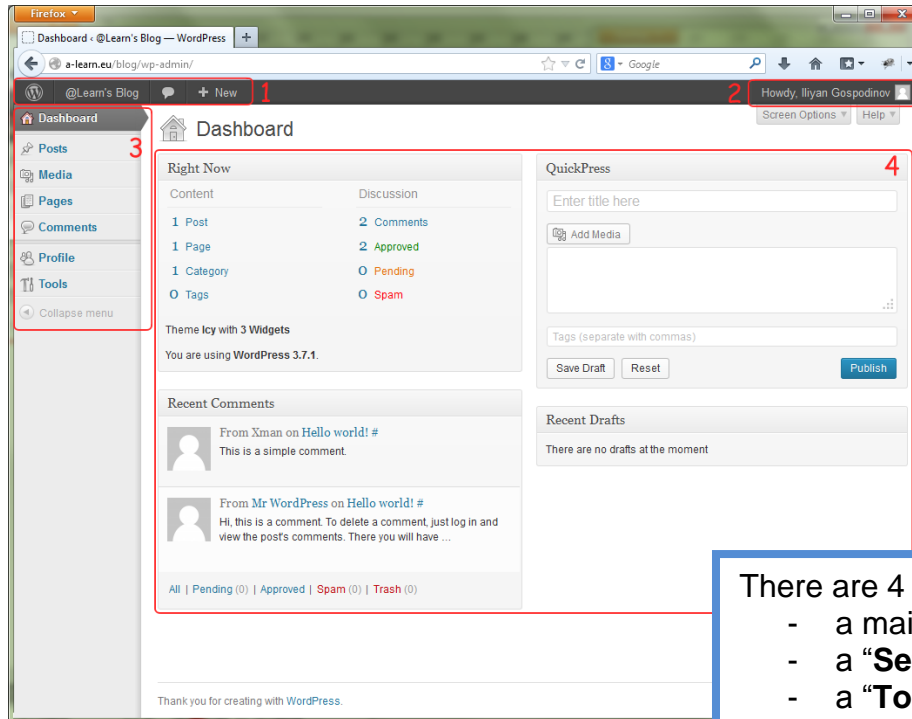 Firefox
Dashboard ‹ @Learn's Blog — WordPress
a-learn.eu/blog/wp-admin/
Google
@Learn's Blog
+ New
1
2
Howdy, Iliyan Gospodinov
Screen Options
Help
Dashboard
3
Posts
Media
Pages
Comments
Profile
Tools
Collapse menu
Dashboard
4
Right Now
Content
Discussion
1 Post
2 Comments
1 Page
2 Approved
1 Category
0 Pending
0 Tags
0 Spam
Theme Icy with 3 Widgets
You are using WordPress 3.7.1.
Recent Comments
From Xman on Hello world! #
This is a simple comment.
From Mr WordPress on Hello world! #
Hi, this is a comment. To delete a comment, just log in and
view the post's comments. There you will have ...
All | Pending (0) | Approved | Spam (0) | Trash (0)
QuickPress
Enter title here
Add Media
Tags (separate with commas)
Save Draft
Reset
Publish
Recent Drafts
There are no drafts at the moment
Thank you for creating with WordPress.
There are 4
- a mai
- a “Se
- a “To